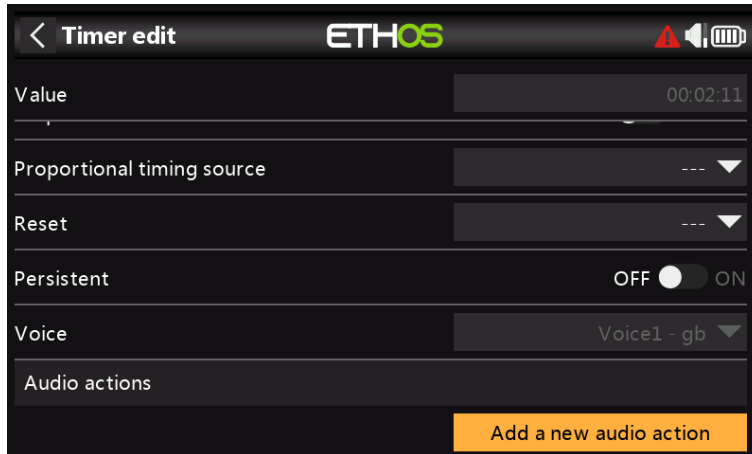 Timer edit ETHOS
Value 00:02:11
Proportional timing source ---
Reset ---
Persistent OFF ON
Voice Voice1 - gb
Audio actions
Add a new audio action